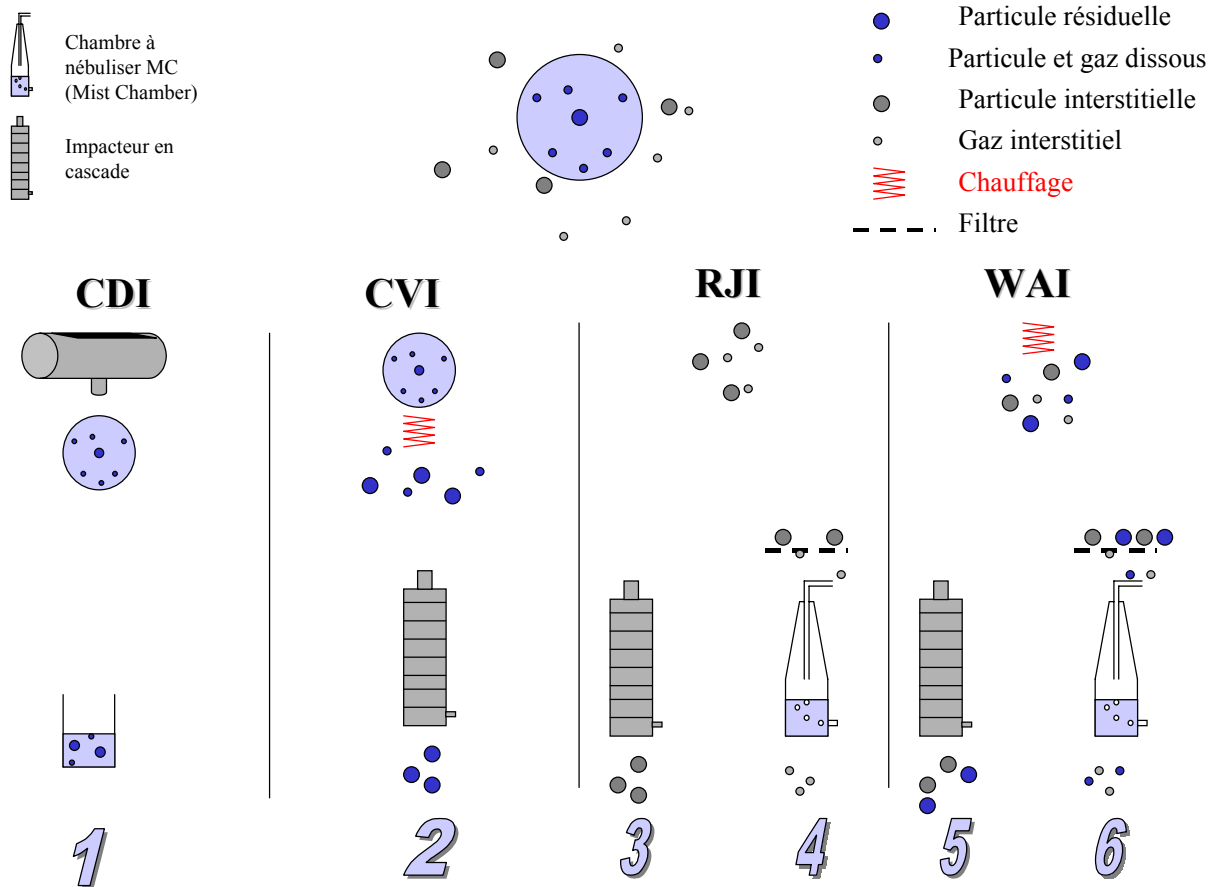 Chambre à
nébuliser MC
(Mist Chamber)
Impacteur en
cascade
Particule résiduelle
Particule et gaz dissous
Particule interstitielle
Gaz interstitiel
Chauffage
Filtre
CDI
CVI
RJI
WAI
1
2
3
4
5
6